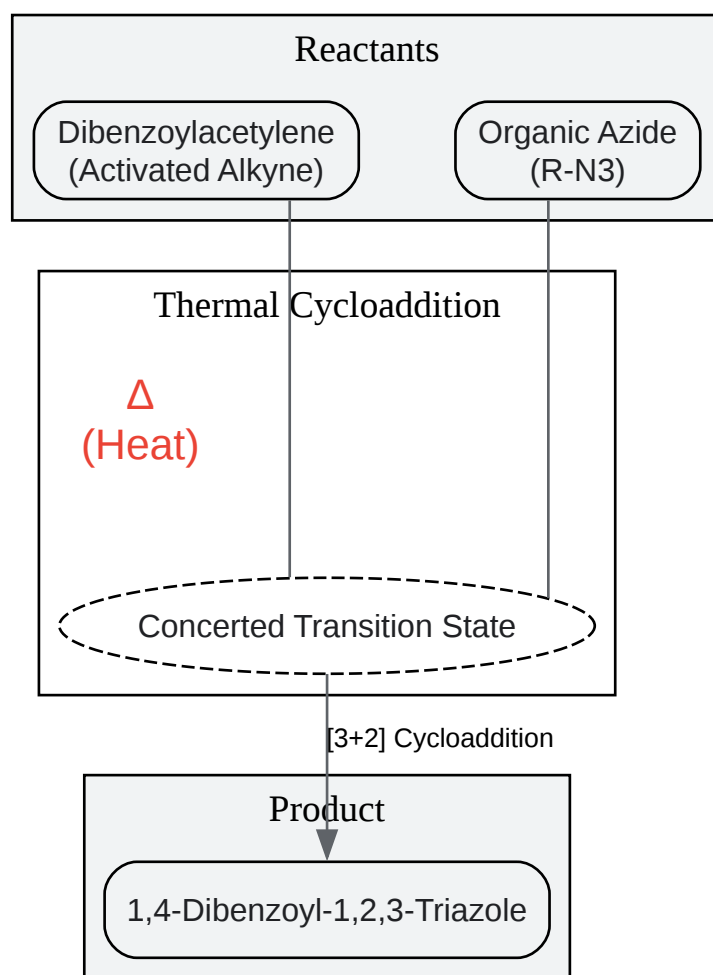 Reactants
Dibenzoylacetylene
(Activated Alkyne)
Organic Azide
(R-N3)
Thermal Cycloaddition
Δ
(Heat)
Concerted Transition State
[3+2] Cycloaddition
Product
1,4-Dibenzoyl-1,2,3-Triazole